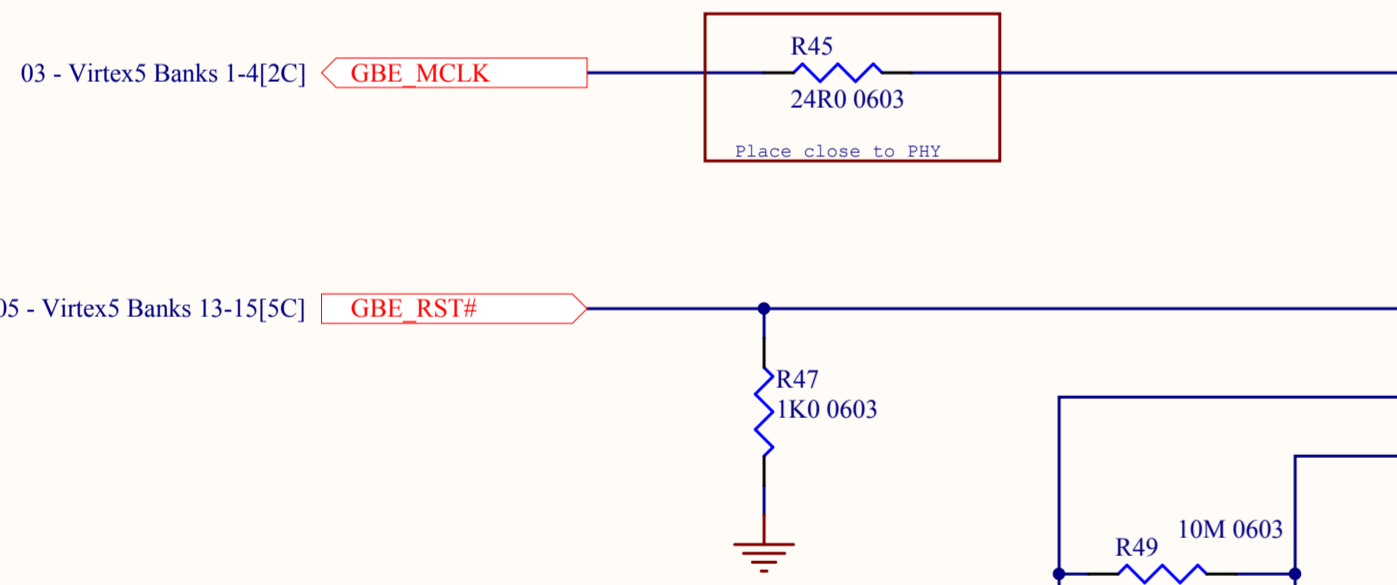 R45
03 - Virtex5 Banks 1-4[2C] GBE_MCLK
24R0 0603
Place close to PHY
05 - Virtex5 Banks 13-15[5C] GBE_RST#
R47
1K0 0603
10M 0603
R49